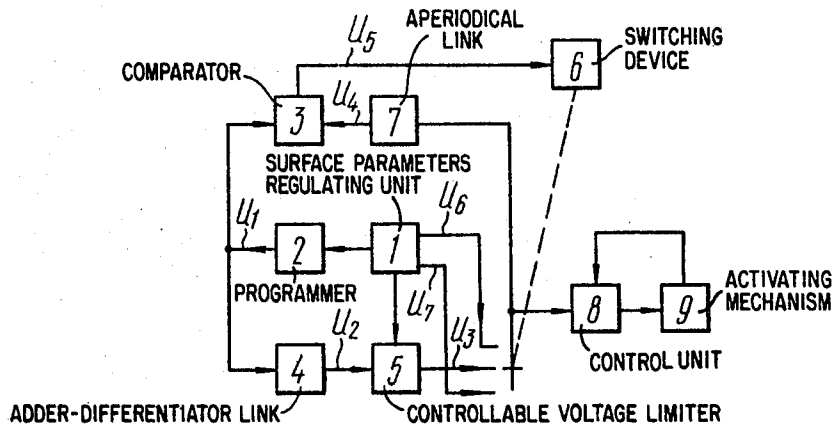 APERIODICAL
LINK
U5
SWITCHING
DEVICE
6
COMPARATOR
U4
3
7
SURFACE PARAMETERS
REGULATING UNIT
U6
U1
2
1
PROGRAMMER
U7
ACTIVATING
MECHANISM
8
9
U2
U3
CONTROL UNIT
4
5
ADDER-DIFFERENTIATOR LINK
CONTROLLABLE VOLTAGE LIMITER